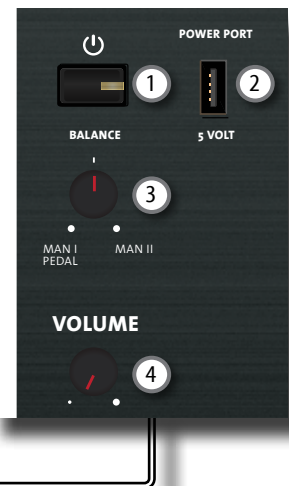 POWER PORT
1
2
BALANCE
5 VOLT
3
MAN I
PEDAL
MAN II
VOLUME
4